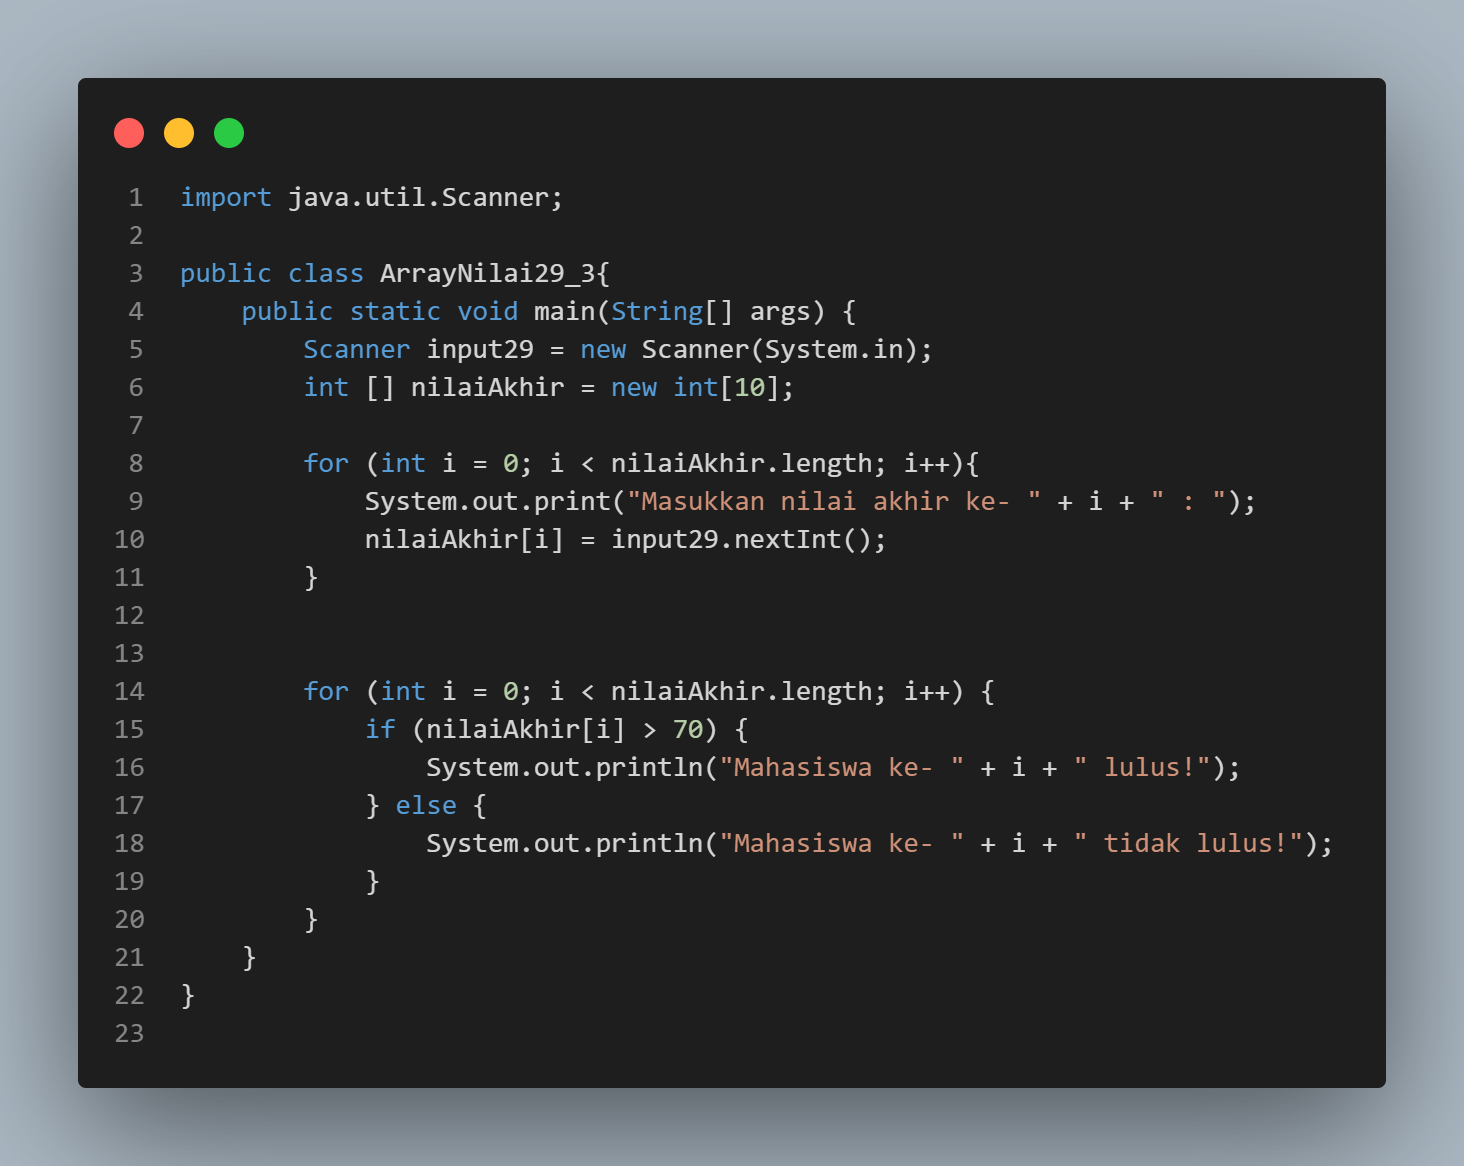 1 import java.util.Scanner;
2
3 public class ArrayNilai29_3{
4     public static void main(String[] args) {
5         Scanner input29 = new Scanner(System.in);
6         int [] nilaiAkhir = new int[10];
7
8         for (int i = 0; i < nilaiAkhir.length; i++){
9             System.out.print("Masukkan nilai akhir ke- " + i + " : ");
10             nilaiAkhir[i] = input29.nextInt();
11         }
12
13
14         for (int i = 0; i < nilaiAkhir.length; i++) {
15             if (nilaiAkhir[i] > 70) {
16                 System.out.println("Mahasiswa ke- " + i + " lulus!");
17             } else {
18                 System.out.println("Mahasiswa ke- " + i + " tidak lulus!");
19             }
20         }
21     }
22 }
23